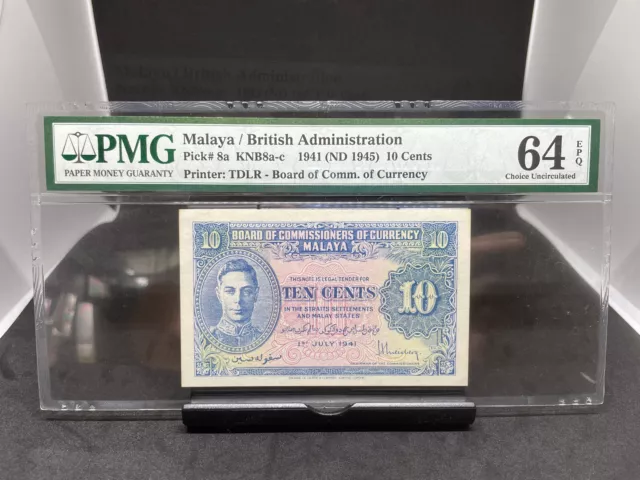 PMG
PAPER MONEY GUARANTY
Malaya / British Administration
Pick# 8a KNB8a-c 1941 (ND 1945) 10 Cents
Printer: TDLR - Board of Comm. of Currency
64 EPQ
Choice Uncirculated
10 BOARD OF COMMISSIONERS OF CURRENCY 10
MALAYA
THIS NOTE IS LEGAL TENDER FOR
TEN CENTS
10
IN THE STRAITS SETTLEMENTS
AND MALAY STATES
1ST JULY 1941